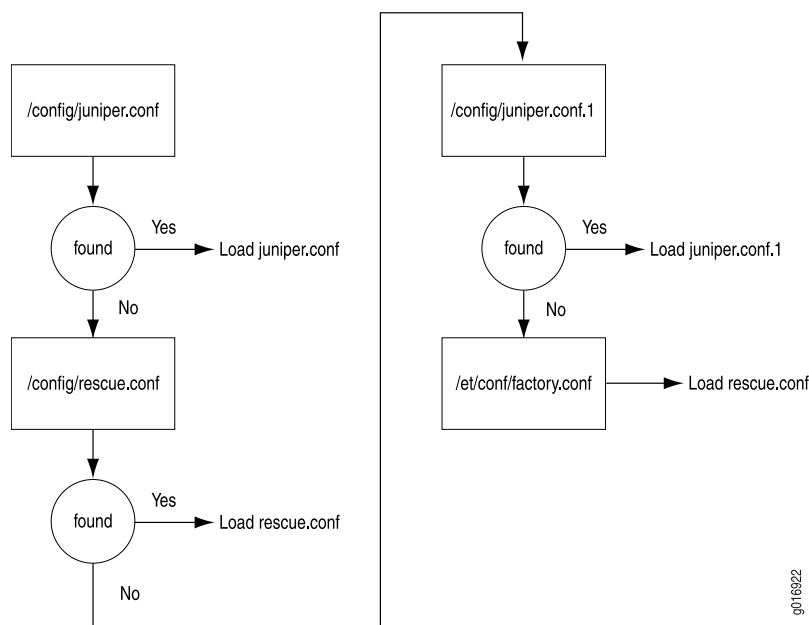 /config/juniper.conf
found
Yes
Load juniper.conf
No
/config/rescue.conf
found
Yes
Load rescue.conf
No
/config/juniper.conf.1
found
Yes
Load juniper.conf.1
No
/et/conf/factory.conf
Load rescue.conf
g016922